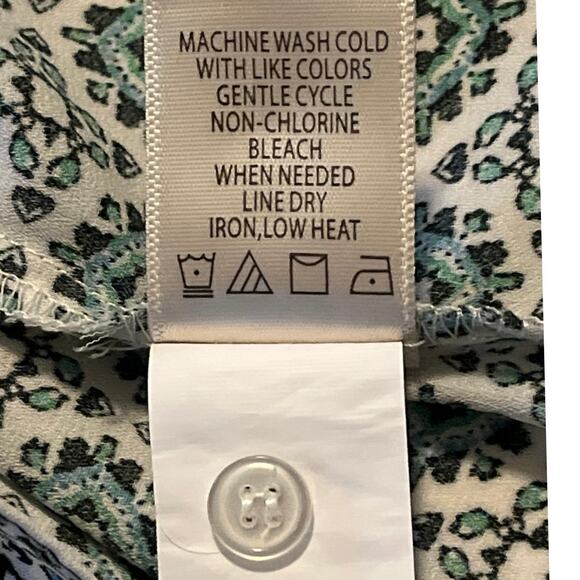 MACHINE WASH COLD
WITH LIKE COLORS
GENTLE CYCLE
NON-CHLORINE
BLEACH
WHEN NEEDED
LINE DRY
IRON,LOW HEAT